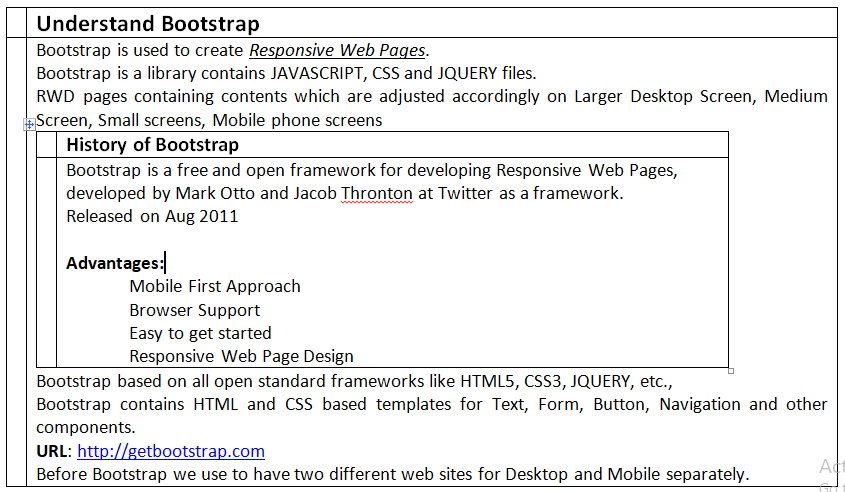 Understand Bootstrap
Bootstrap is used to create Responsive Web Pages.
Bootstrap is a library contains JAVASCRIPT, CSS and JQUERY files.
RWD pages containing contents which are adjusted accordingly on Larger Desktop Screen, Medium
Screen, Small screens, Mobile phone screens
History of Bootstrap
Bootstrap is a free and open framework for developing Responsive Web Pages,
developed by Mark Otto and Jacob Thronton at Twitter as a framework.
Released on Aug 2011
Advantages:
Mobile First Approach
Browser Support
Easy to get started
Responsive Web Page Design
Bootstrap based on all open standard frameworks like HTML5, CSS3, JQUERY, etc.,
Bootstrap contains HTML and CSS based templates for Text, Form, Button, Navigation and other
components.
URL: http://getbootstrap.com
Before Bootstrap we use to have two different web sites for Desktop and Mobile separately.